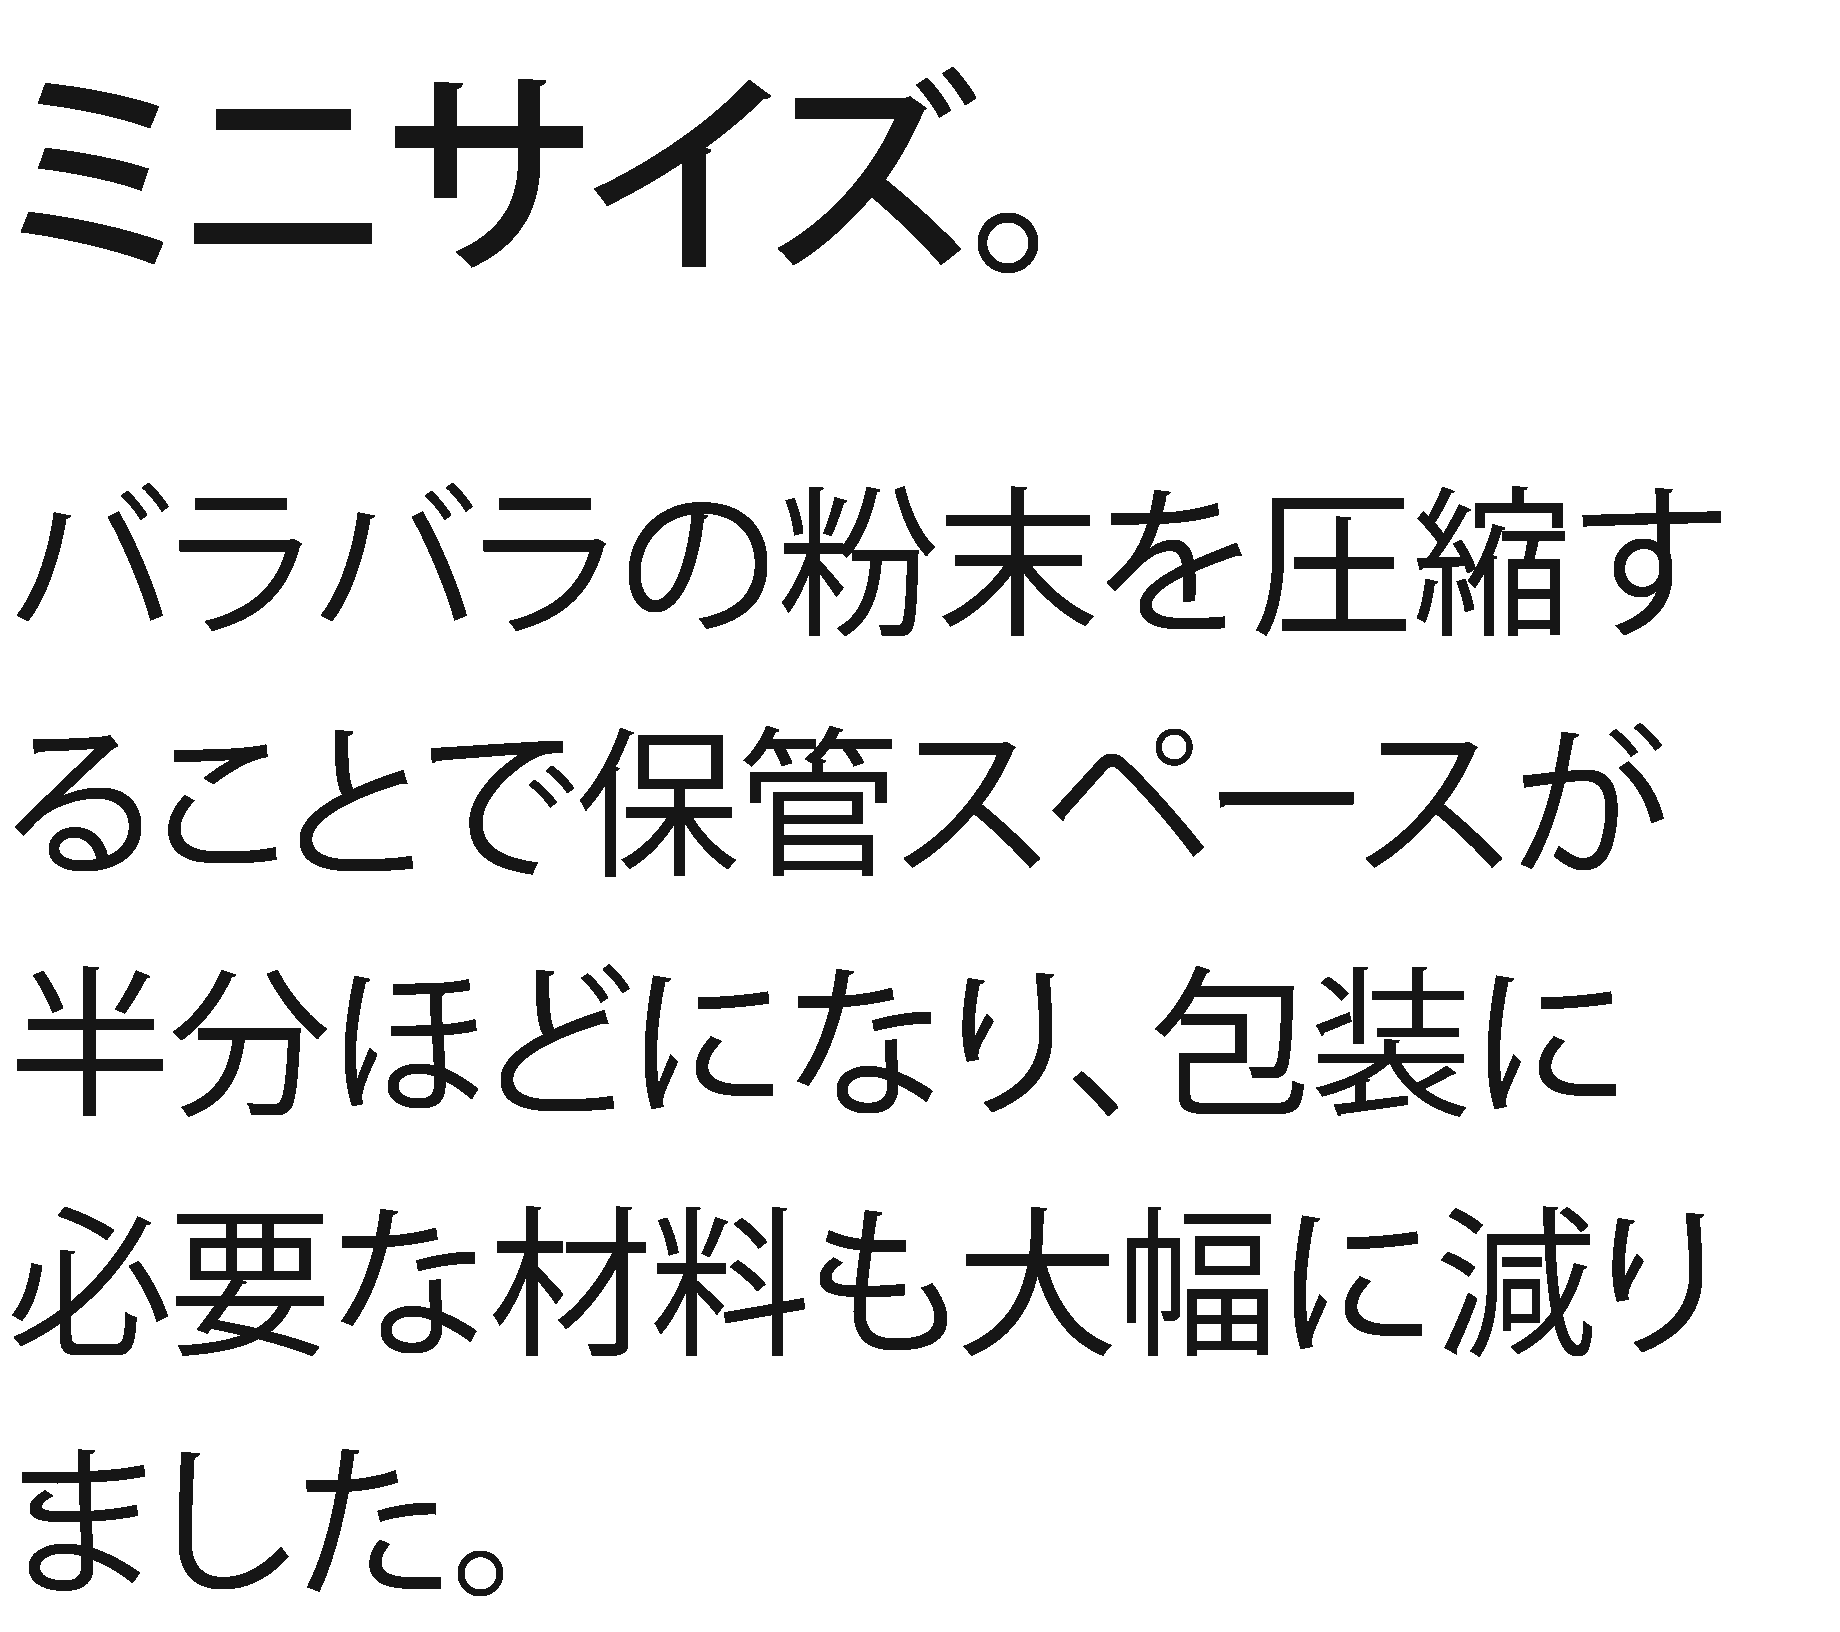 ミニサイズ。
バラバラの粉末を圧縮す
ることで保管スペースが
半分ほどになり、包装に
必要な材料も大幅に減り
ました。